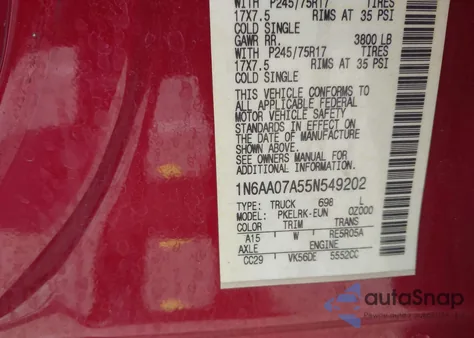 WITH P245/75R17 TIRES
17X7.5 RIMS AT 35 PSI
COLD SINGLE
GAWR RR. 3800 LB
WITH P245/75R17 TIRES
17X7.5 RIMS AT 35 PSI
COLD SINGLE
THIS VEHICLE CONFORMS TO
ALL APPLICABLE FEDERAL
MOTOR VEHICLE SAFETY
STANDARDS IN EFFECT ON
THE DATE OF MANUFACTURE
SHOWN ABOVE.
SEE OWNERS MANUAL FOR
ADDITIONAL INFORMATION.
1N6AA07A55N549202
TYPE: TRUCK 698 L
MODEL: PKELRK-EUN 0Z000
COLOR TRIM TRANS
A15 W RE5R05A
AXLE ENGINE
CC29 VK56DE 5552CC
autoSnap